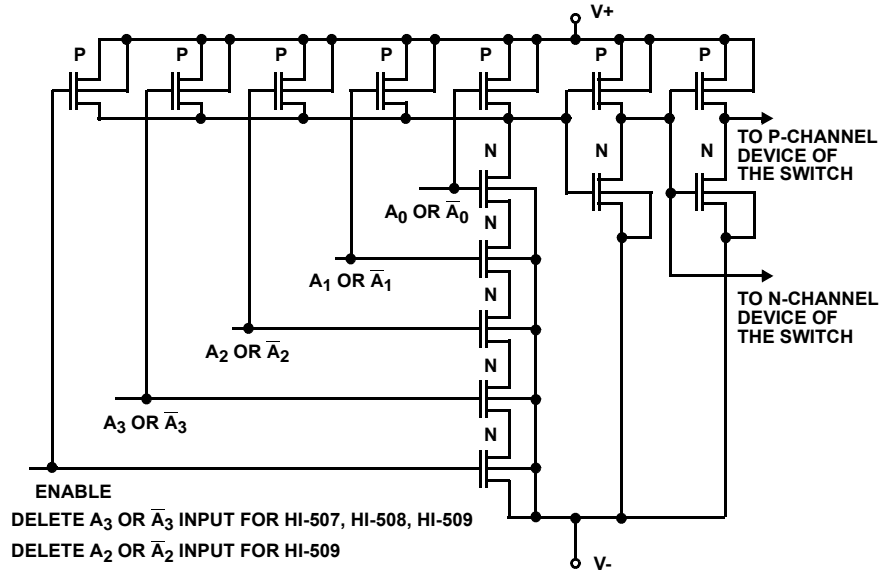 V+
P P P P P P P
TO P-CHANNEL
DEVICE OF
THE SWITCH
N N N
A0 OR A̅0
N
A1 OR A̅1
TO N-CHANNEL
DEVICE OF
THE SWITCH
N
A2 OR A̅2
N
A3 OR A̅3
N
ENABLE
DELETE A3 OR A̅3 INPUT FOR HI-507, HI-508, HI-509
DELETE A2 OR A̅2 INPUT FOR HI-509
V-